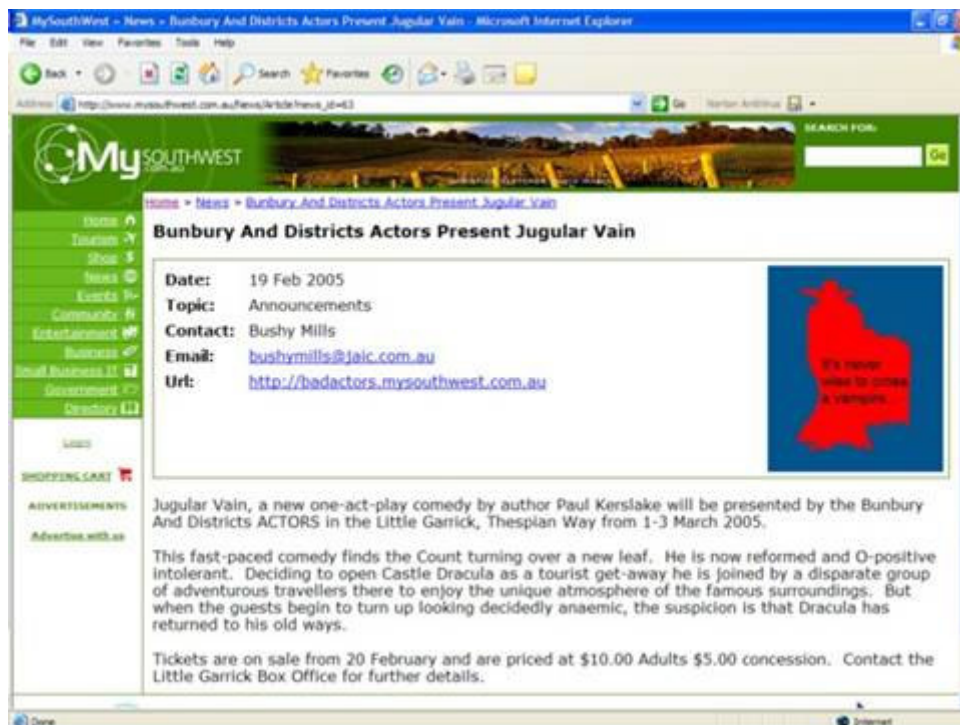 MySouthWest - News - Bunbury And Districts Actors Present Jugular Vain - Microsoft Internet Explorer
File Edit View Favorites Tools Help
Back Search Favorites
Address http://www.mysouthwest.com.au/News/Article?news_id=63 Go Norton AntiVirus
My SOUTHWEST
.com.au
SEARCH FOR:
Go
Home > News > Bunbury And Districts Actors Present Jugular Vain
Home
Tourism
Shop
News
Events
Community
Entertainment
Business
Small Business IT
Government
Directory
Login
SHOPPING CART
ADVERTISEMENTS
Advertise with us
Bunbury And Districts Actors Present Jugular Vain
Date: 19 Feb 2005
Topic: Announcements
Contact: Bushy Mills
Email: bushymills@jaic.com.au
Url: http://badactors.mysouthwest.com.au
It's never
wise to cross
a vampire
Jugular Vain, a new one-act-play comedy by author Paul Kerslake will be presented by the Bunbury
And Districts ACTORS in the Little Garrick, Thespian Way from 1-3 March 2005.
This fast-paced comedy finds the Count turning over a new leaf. He is now reformed and O-positive
intolerant. Deciding to open Castle Dracula as a tourist get-away he is joined by a disparate group
of adventurous travellers there to enjoy the unique atmosphere of the famous surroundings. But
when the guests begin to turn up looking decidedly anaemic, the suspicion is that Dracula has
returned to his old ways.
Tickets are on sale from 20 February and are priced at $10.00 Adults $5.00 concession. Contact the
Little Garrick Box Office for further details.
Done
Internet